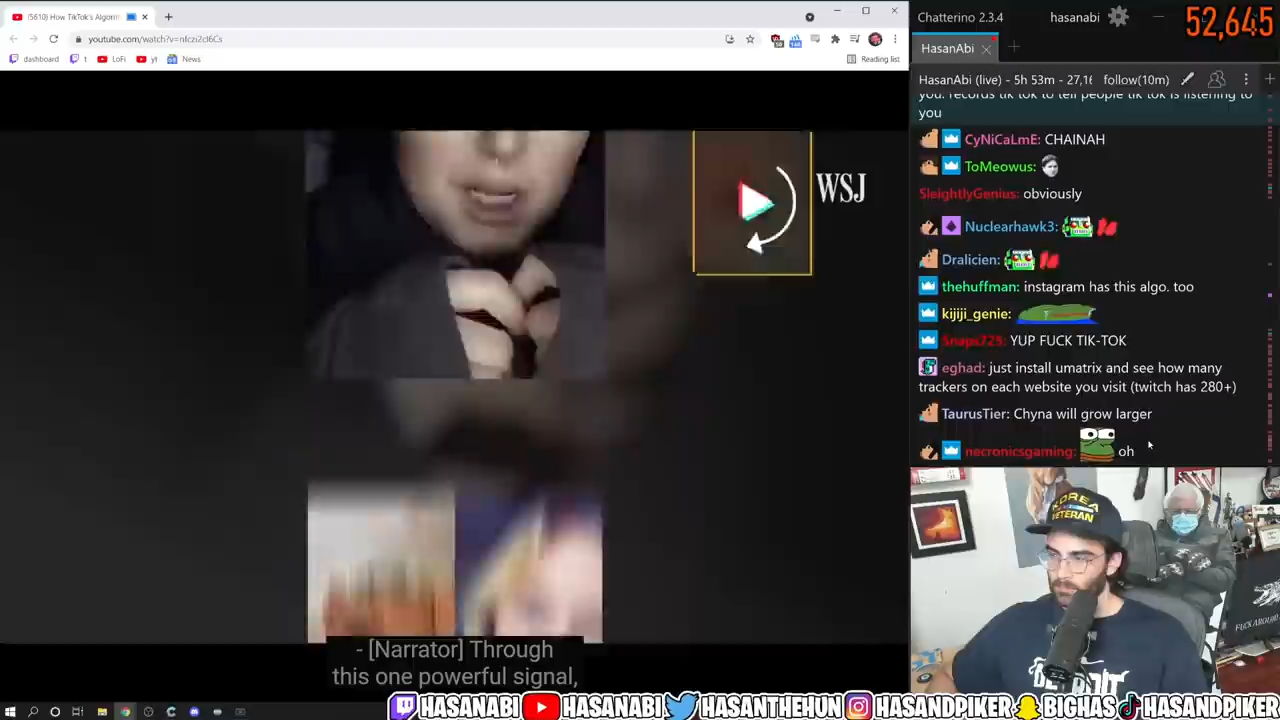 (5610) How TikTok's Algorit
youtube.com/watch?v=nfczi2cI6Cs
dashboard
t
LoFi
yt
News
Reading list
WSJ
- [Narrator] Through
this one powerful signal,
Chatterino 2.3.4
hasanabi
52,645
HasanAbi
HasanAbi (live) - 5h 53m - 27,1
follow(10m)
you. records tik tok to tell people tik tok is listening to
you
CyNiCaLmE: CHAINAH
ToMeowus:
SleightlyGenius: obviously
Nuclearhawk3:
Dralicien:
thehuffman: instagram has this algo. too
kijiji_genie:
Snaps725: YUP FUCK TIK-TOK
eghad: just install umatrix and see how many
trackers on each website you visit (twitch has 280+)
TaurusTier: Chyna will grow larger
necronicsgaming: oh
KOREA
VETERAN
HASANABI
HASANABI
HASANTHEHUN
HASANDPIKER
BIGHAS
HASANDPIKER